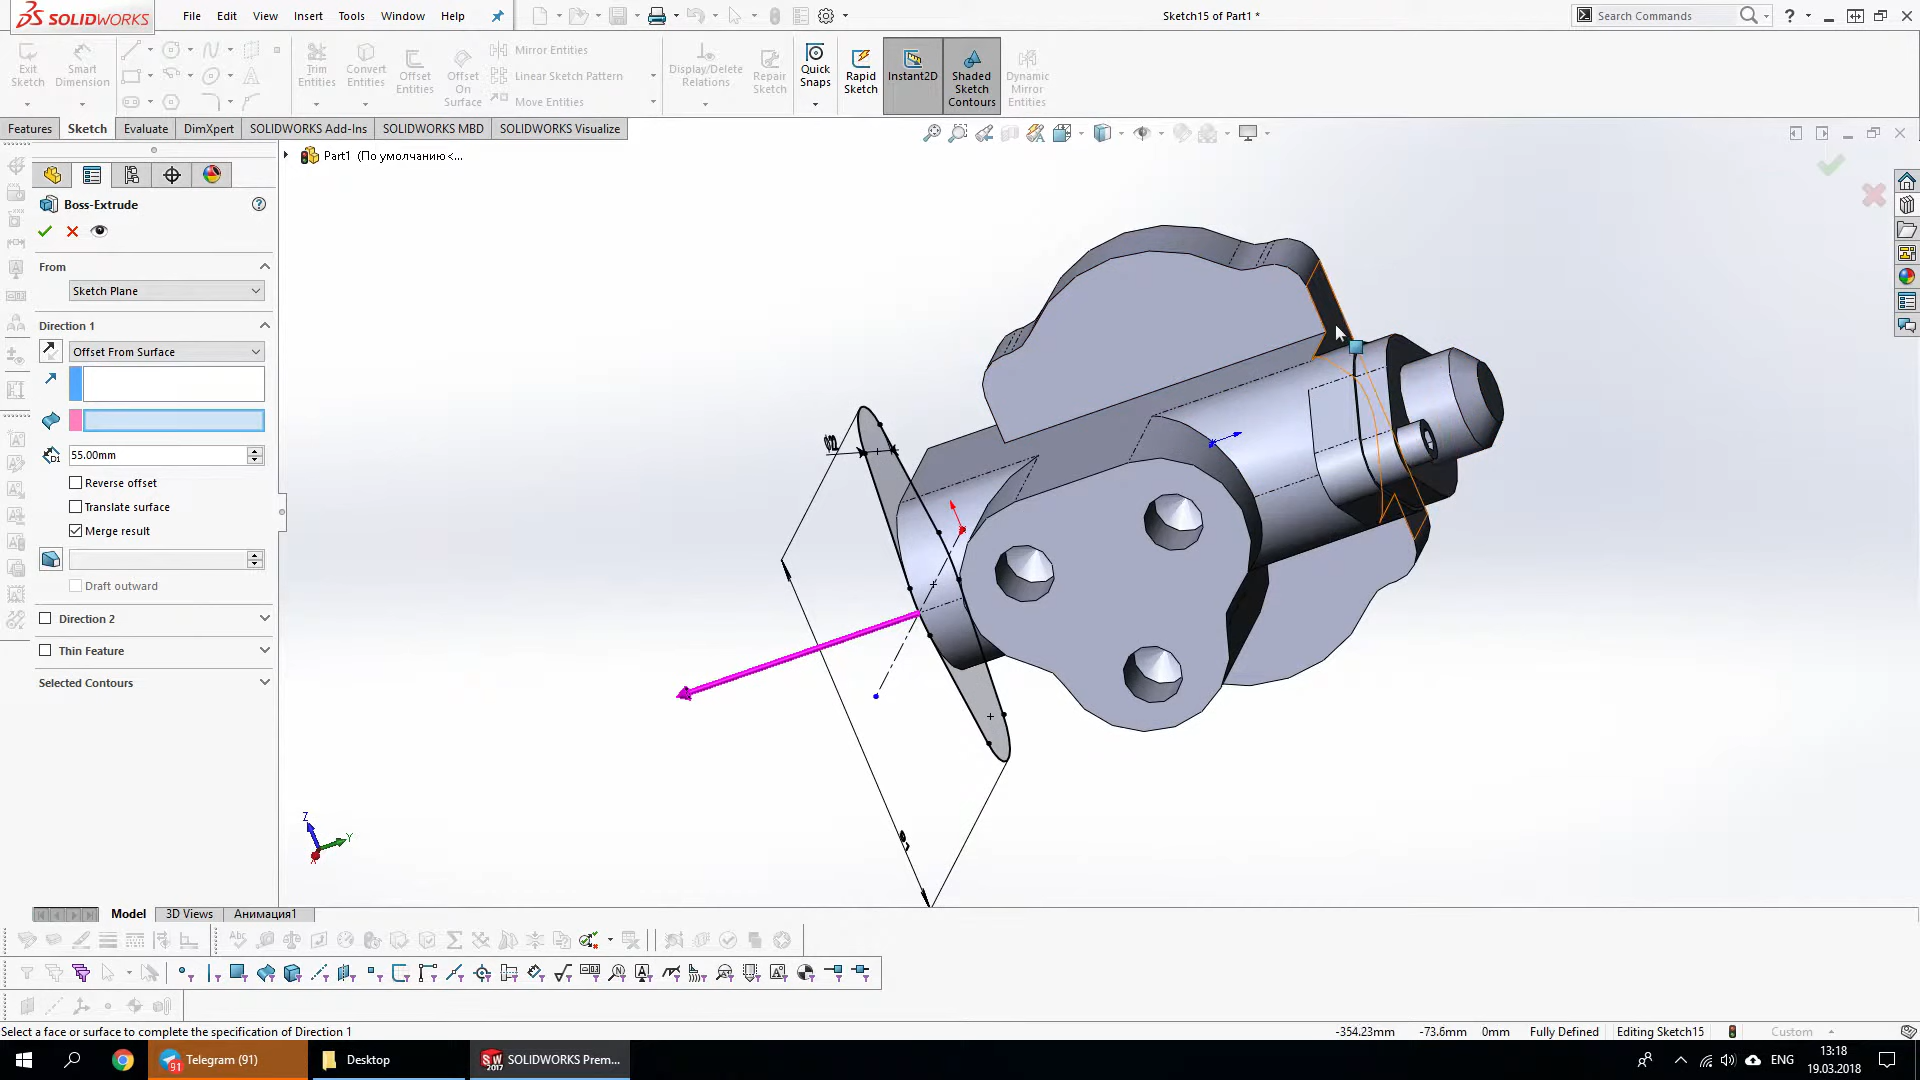 SOLIDWORKS
File Edit View Insert Tools Window Help
Sketch15 of Part1 *
Search Commands
Exit Sketch
Smart Dimension
Trim Entities
Convert Entities
Offset Entities
Offset On Surface
Mirror Entities
Linear Sketch Pattern
Move Entities
Display/Delete Relations
Repair Sketch
Quick Snaps
Rapid Sketch
Instant2D
Shaded Sketch Contours
Dynamic Mirror Entities
Features Sketch Evaluate DimXpert SOLIDWORKS Add-Ins SOLIDWORKS MBD SOLIDWORKS Visualize
Part1 (По умолчанию<...
Boss-Extrude
From
Sketch Plane
Direction 1
Offset From Surface
55.00mm
Reverse offset
Translate surface
Merge result
Draft outward
Direction 2
Thin Feature
Selected Contours
Z
Y
X
Model 3D Views Анимация1
Select a face or surface to complete the specification of Direction 1
-354.23mm -73.6mm 0mm Fully Defined Editing Sketch15 Custom
Telegram (91)
91
Desktop
SW 2017
SOLIDWORKS Prem...
ENG
13:18
19.03.2018